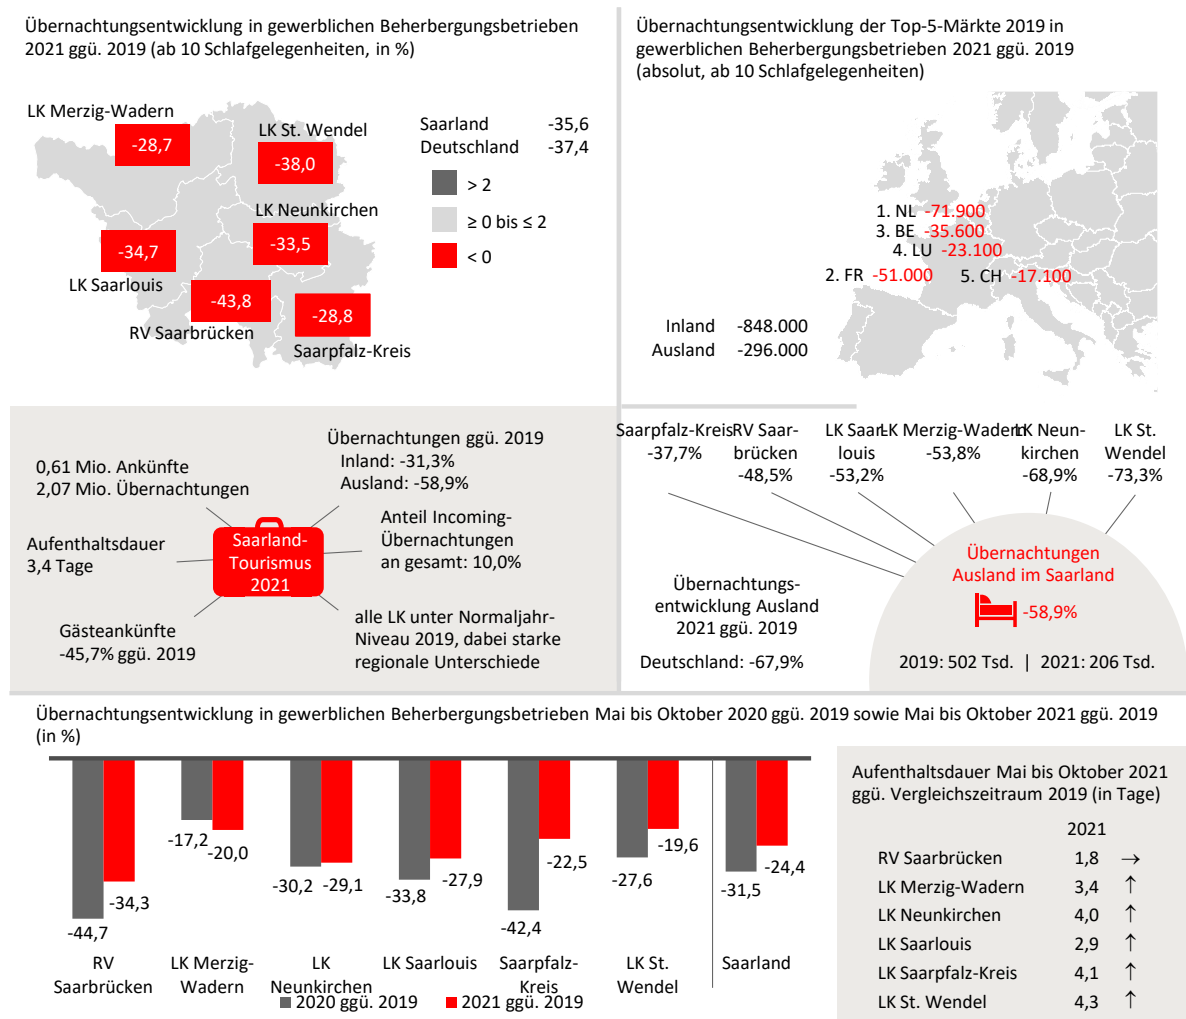 Übernachtungsentwicklung in gewerblichen Beherbergungsbetrieben
2021 ggü. 2019 (ab 10 Schlafgelegenheiten, in %)
LK Merzig-Wadern
-28,7
LK St. Wendel
-38,0
LK Neunkirchen
-33,5
-34,7
LK Saarlouis
-43,8
RV Saarbrücken
-28,8
Saarpfalz-Kreis
Saarland -35,6
Deutschland -37,4
> 2
≥ 0 bis ≤ 2
< 0
Übernachtungsentwicklung der Top-5-Märkte 2019 in
gewerblichen Beherbergungsbetrieben 2021 ggü. 2019
(absolut, ab 10 Schlafgelegenheiten)
1. NL -71.900
3. BE -35.600
4. LU -23.100
2. FR -51.000 5. CH -17.100
Inland -848.000
Ausland -296.000
0,61 Mio. Ankünfte
2,07 Mio. Übernachtungen
Übernachtungen ggü. 2019
Inland: -31,3%
Ausland: -58,9%
Aufenthaltsdauer
3,4 Tage
Saarland-
Tourismus
2021
Anteil Incoming-
Übernachtungen
an gesamt: 10,0%
Gästeankünfte
-45,7% ggü. 2019
alle LK unter Normaljahr-
Niveau 2019, dabei starke
regionale Unterschiede
Saarpfalz-Kreis
-37,7%
RV Saar-
brücken
-48,5%
LK Saar-
louis
-53,2%
LK Merzig-Wadern
-53,8%
LK Neun-
kirchen
-68,9%
LK St.
Wendel
-73,3%
Übernachtungs-
entwicklung Ausland
2021 ggü. 2019
Deutschland: -67,9%
Übernachtungen
Ausland im Saarland
-58,9%
2019: 502 Tsd. | 2021: 206 Tsd.
Übernachtungsentwicklung in gewerblichen Beherbergungsbetrieben Mai bis Oktober 2020 ggü. 2019 sowie Mai bis Oktober 2021 ggü. 2019
(in %)
-44,7
-34,3
-17,2
-20,0
-30,2
-29,1
-33,8
-27,9
-42,4
-22,5
-27,6
-19,6
-31,5
-24,4
RV
Saarbrücken
LK Merzig-
Wadern
LK
Neunkirchen
LK Saarlouis
Saarpfalz-
Kreis
LK St.
Wendel
Saarland
2020 ggü. 2019
2021 ggü. 2019
Aufenthaltsdauer Mai bis Oktober 2021
ggü. Vergleichszeitraum 2019 (in Tage)
2021
RV Saarbrücken 1,8 →
LK Merzig-Wadern 3,4 ↑
LK Neunkirchen 4,0 ↑
LK Saarlouis 2,9 ↑
LK Saarpfalz-Kreis 4,1 ↑
LK St. Wendel 4,3 ↑